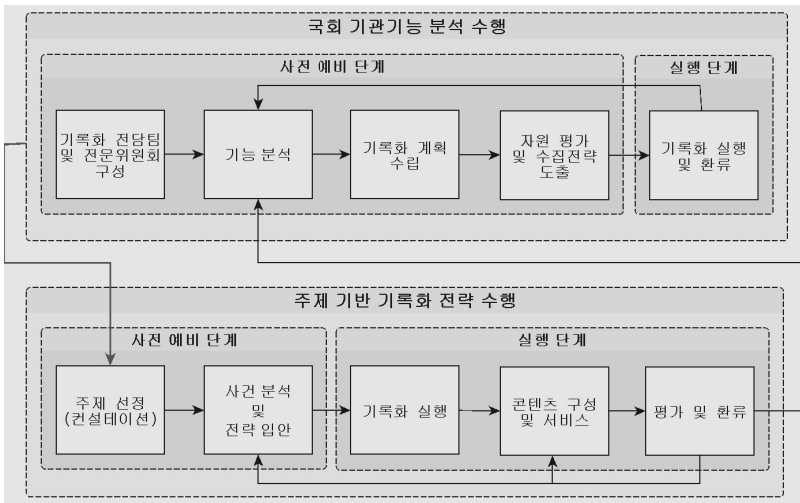 국회 기관기능 분석 수행
사전 예비 단계
실행 단계
기록화 전담팀
및 전문위원회
구성
기능 분석
기록화 계획
수립
자원 평가
및 수집전략
도출
기록화 실행
및 환류
주제 기반 기록화 전략 수행
사전 예비 단계
실행 단계
주제 선정
(컨설테이션)
사건 분석
및
전략 입안
기록화 실행
콘텐츠 구성
및 서비스
평가 및 환류